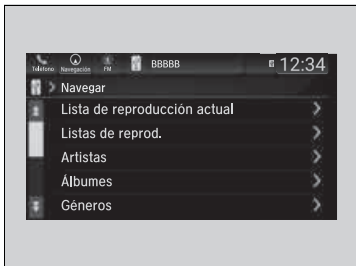 Teléfono Navegación FM BBBBB 12:34
Navegar
Lista de reproducción actual
Listas de reprod.
Artistas
Álbumes
Géneros